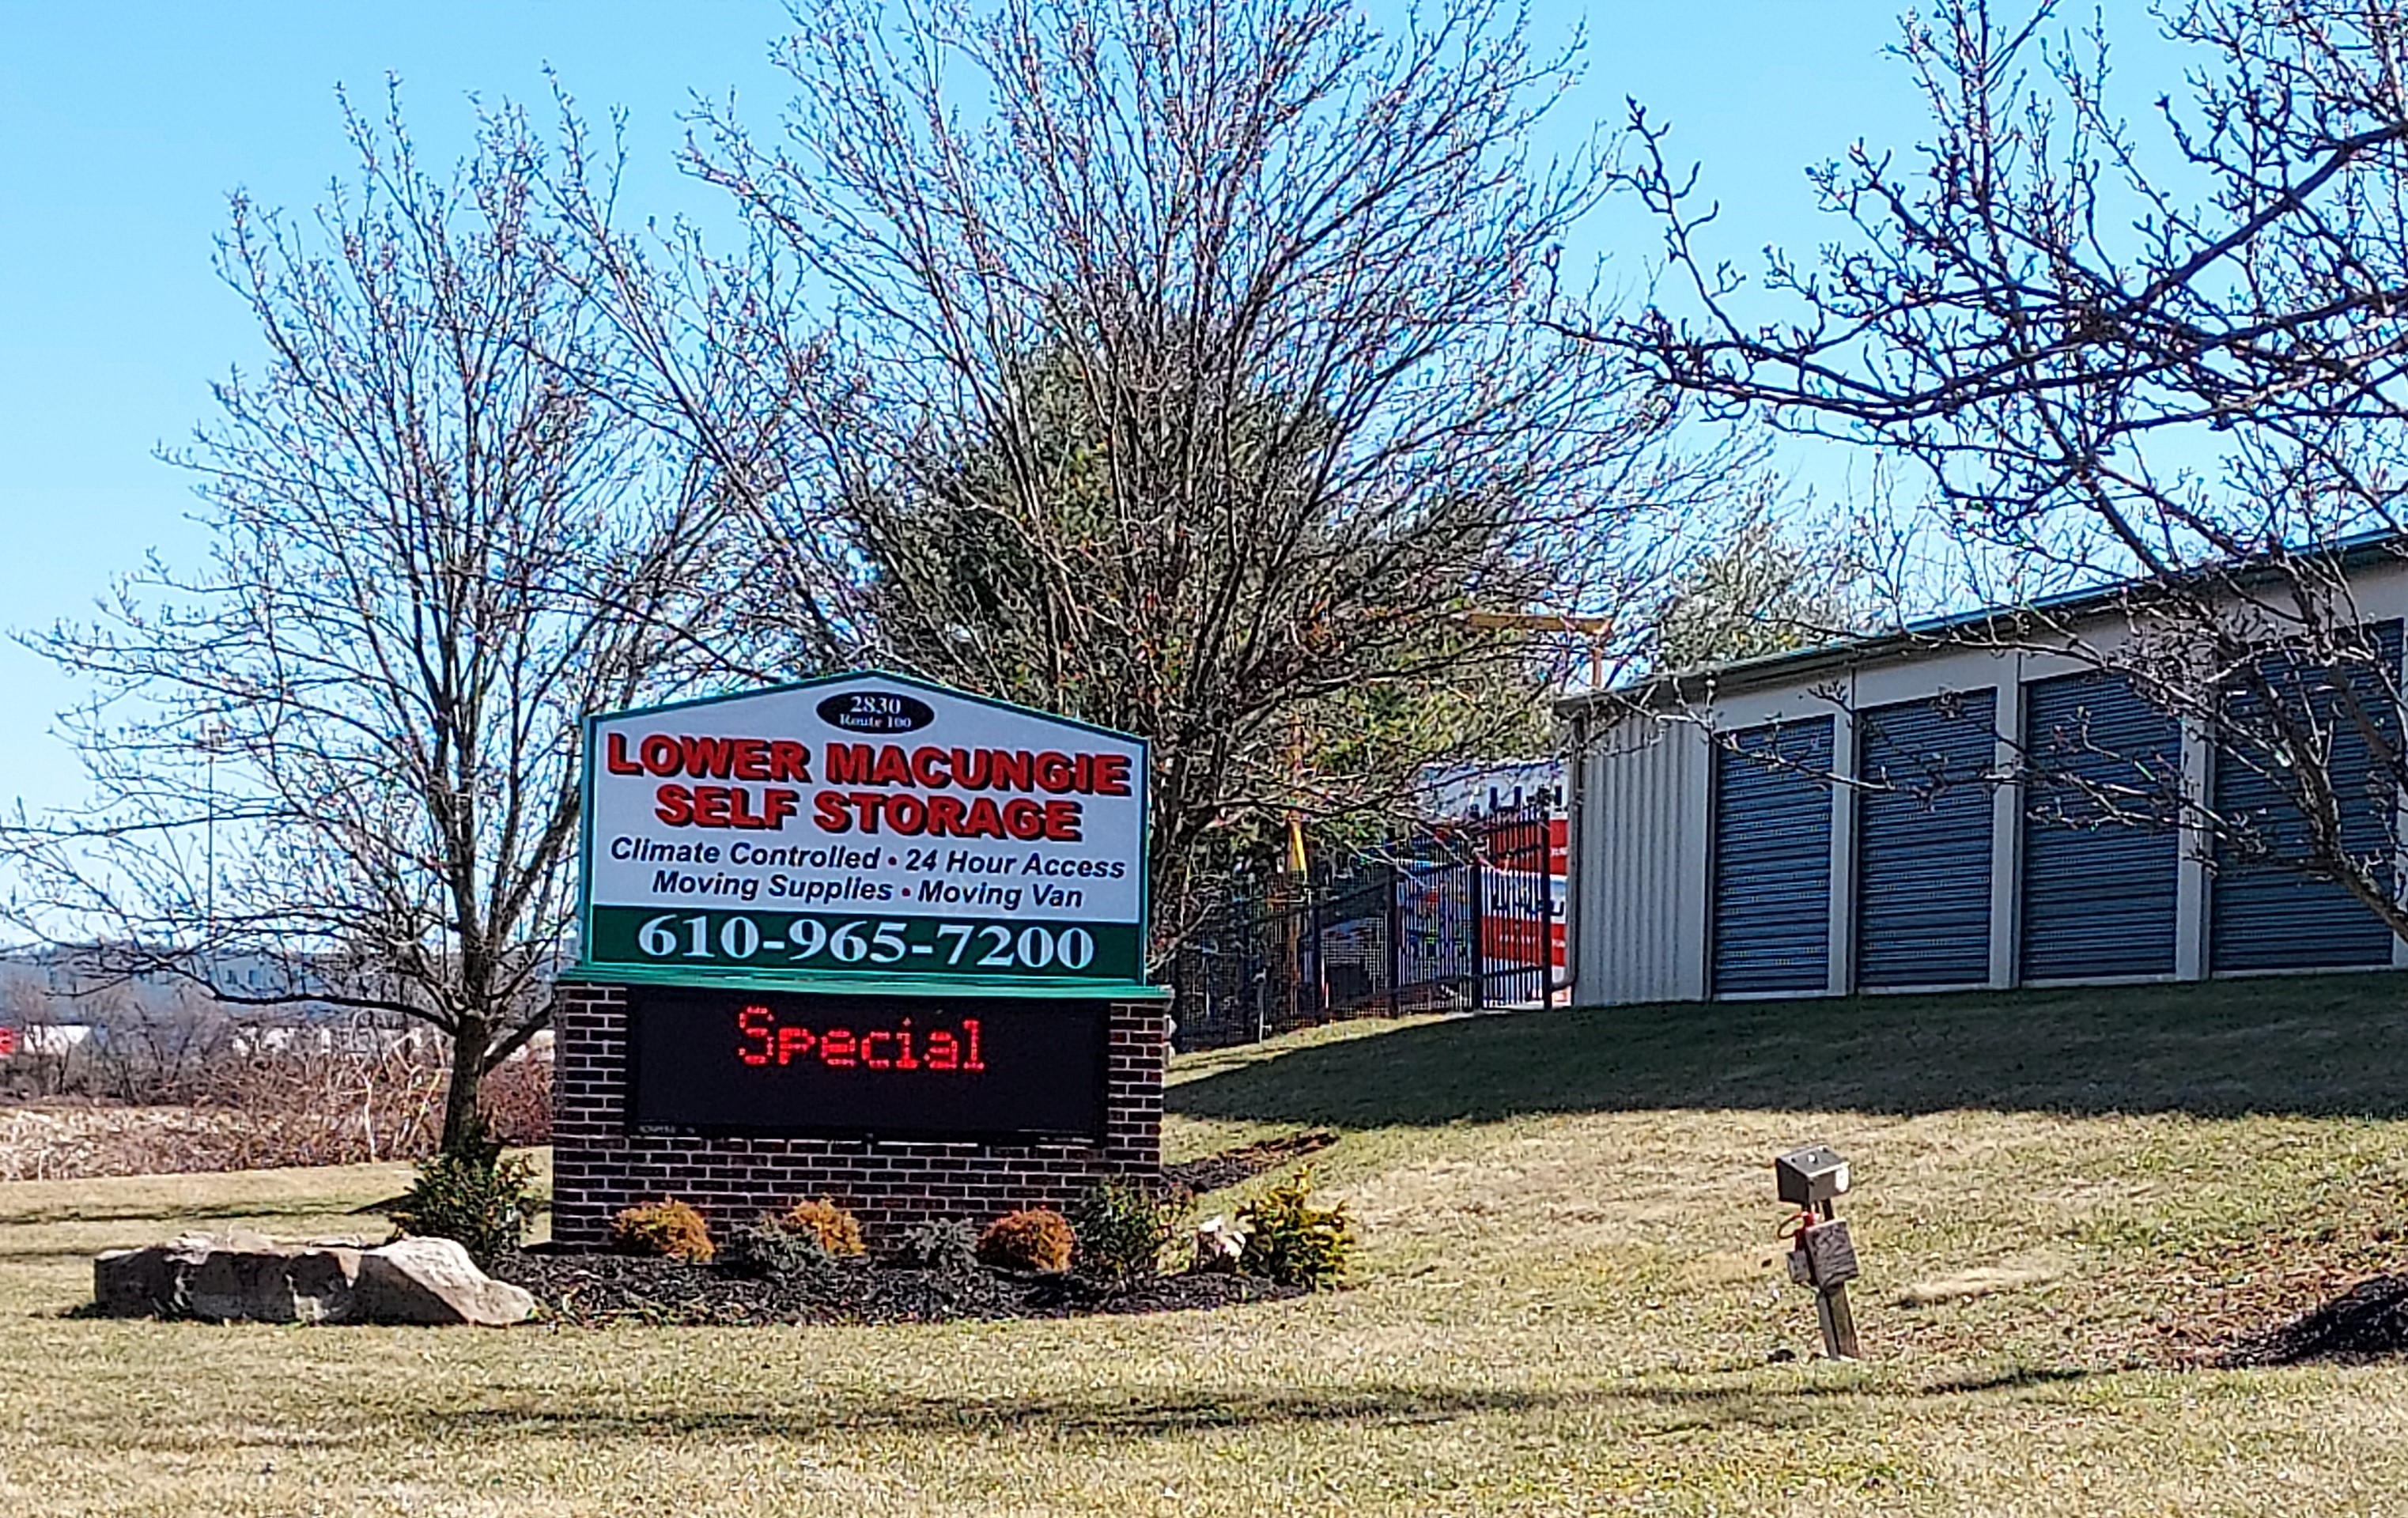 2830
Route 100
LOWER MACUNGIE
SELF STORAGE
Climate Controlled • 24 Hour Access
Moving Supplies • Moving Van
610-965-7200
Special